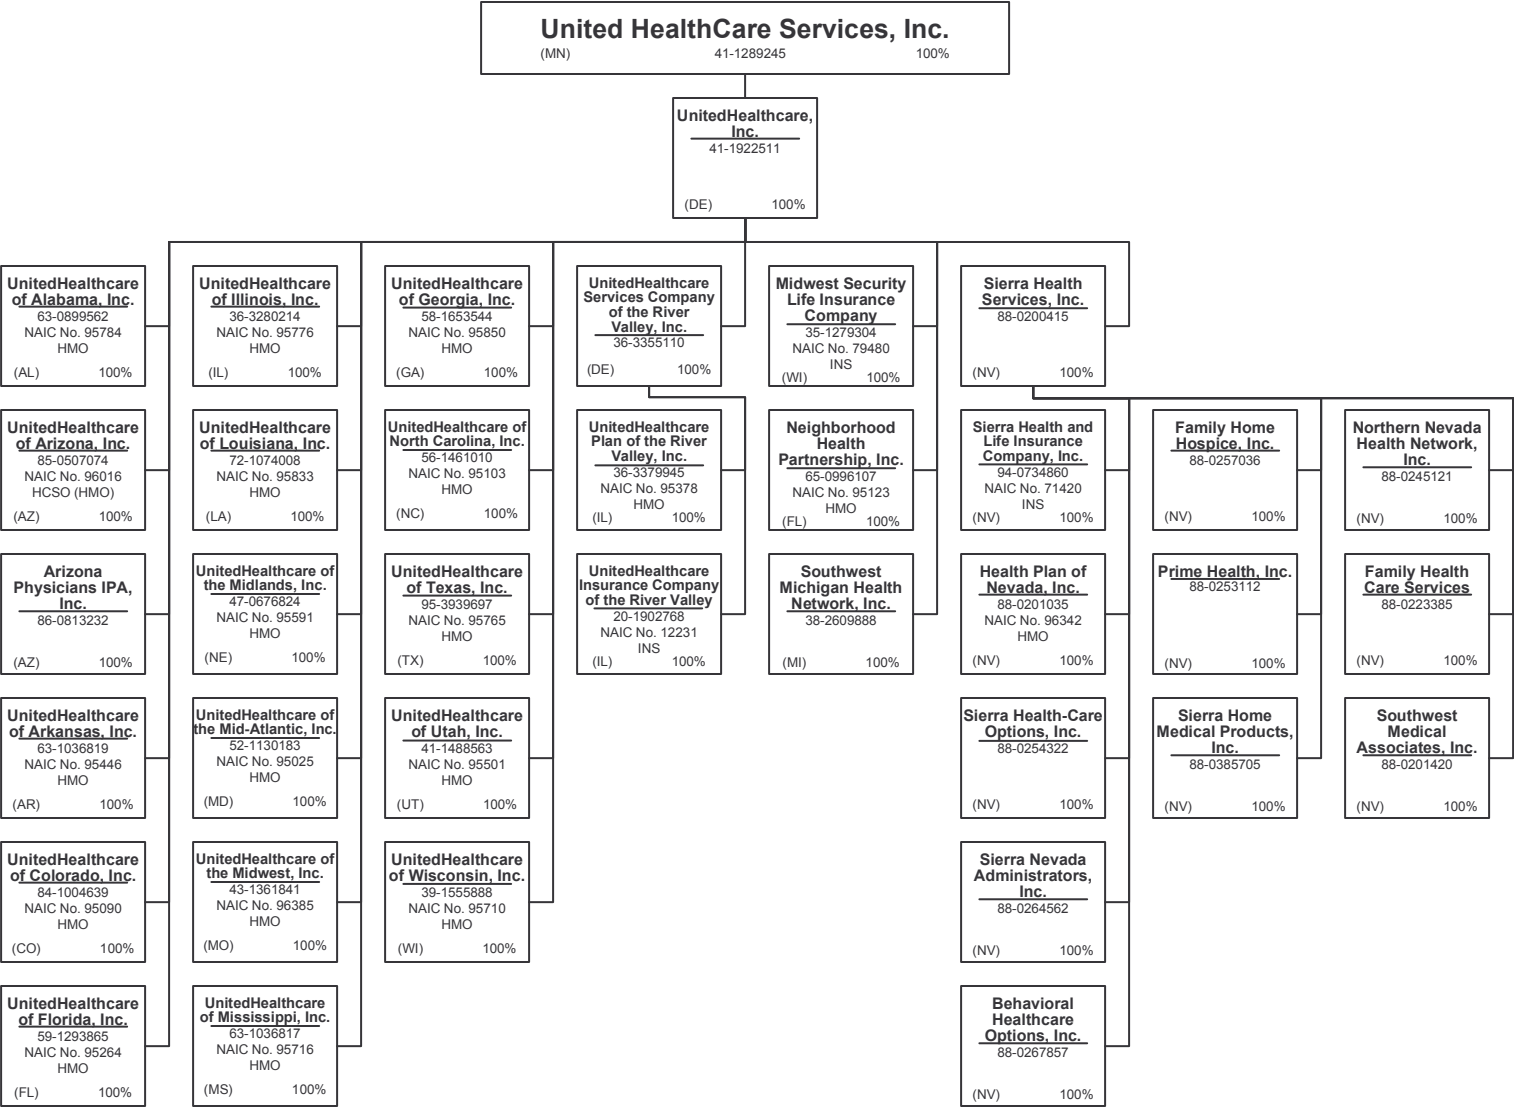 United HealthCare Services, Inc.
(MN) 41-1289245 100%
UnitedHealthcare,
Inc.
41-1922511
(DE) 100%
UnitedHealthcare
of Alabama, Inc.
63-0899562
NAIC No. 95784
HMO
(AL) 100%
UnitedHealthcare
of Illinois, Inc.
36-3280214
NAIC No. 95776
HMO
(IL) 100%
UnitedHealthcare
of Georgia, Inc.
58-1653544
NAIC No. 95850
HMO
(GA) 100%
UnitedHealthcare
Services Company
of the River
Valley, Inc.
36-3355110
(DE) 100%
Midwest Security
Life Insurance
Company
35-1279304
NAIC No. 79480
INS
(WI) 100%
Sierra Health
Services, Inc.
88-0200415
(NV) 100%
UnitedHealthcare
of Arizona, Inc.
85-0507074
NAIC No. 96016
HCSO (HMO)
(AZ) 100%
UnitedHealthcare
of Louisiana, Inc.
72-1074008
NAIC No. 95833
HMO
(LA) 100%
UnitedHealthcare of
North Carolina, Inc.
56-1461010
NAIC No. 95103
HMO
(NC) 100%
UnitedHealthcare
Plan of the River
Valley, Inc.
36-3379945
NAIC No. 95378
HMO
(IL) 100%
Neighborhood
Health
Partnership, Inc.
65-0996107
NAIC No. 95123
HMO
(FL) 100%
Sierra Health and
Life Insurance
Company, Inc.
94-0734860
NAIC No. 71420
INS
(NV) 100%
Family Home
Hospice, Inc.
88-0257036
(NV) 100%
Northern Nevada
Health Network,
Inc.
88-0245121
(NV) 100%
Arizona
Physicians IPA,
Inc.
86-0813232
(AZ) 100%
UnitedHealthcare of
the Midlands, Inc.
47-0676824
NAIC No. 95591
HMO
(NE) 100%
UnitedHealthcare
of Texas, Inc.
95-3939697
NAIC No. 95765
HMO
(TX) 100%
UnitedHealthcare
Insurance Company
of the River Valley
20-1902768
NAIC No. 12231
INS
(IL) 100%
Southwest
Michigan Health
Network, Inc.
38-2609888
(MI) 100%
Health Plan of
Nevada, Inc.
88-0201035
NAIC No. 96342
HMO
(NV) 100%
Prime Health, Inc.
88-0253112
(NV) 100%
Family Health
Care Services
88-0223385
(NV) 100%
UnitedHealthcare
of Arkansas, Inc.
63-1036819
NAIC No. 95446
HMO
(AR) 100%
UnitedHealthcare of
the Mid-Atlantic, Inc.
52-1130183
NAIC No. 95025
HMO
(MD) 100%
UnitedHealthcare
of Utah, Inc.
41-1488563
NAIC No. 95501
HMO
(UT) 100%
Sierra Health-Care
Options, Inc.
88-0254322
(NV) 100%
Sierra Home
Medical Products,
Inc.
88-0385705
(NV) 100%
Southwest
Medical
Associates, Inc.
88-0201420
(NV) 100%
UnitedHealthcare
of Colorado, Inc.
84-1004639
NAIC No. 95090
HMO
(CO) 100%
UnitedHealthcare of
the Midwest, Inc.
43-1361841
NAIC No. 96385
HMO
(MO) 100%
UnitedHealthcare
of Wisconsin, Inc.
39-1555888
NAIC No. 95710
HMO
(WI) 100%
Sierra Nevada
Administrators,
Inc.
88-0264562
(NV) 100%
UnitedHealthcare
of Florida, Inc.
59-1293865
NAIC No. 95264
HMO
(FL) 100%
UnitedHealthcare
of Mississippi, Inc.
63-1036817
NAIC No. 95716
HMO
(MS) 100%
Behavioral
Healthcare
Options, Inc.
88-0267857
(NV) 100%